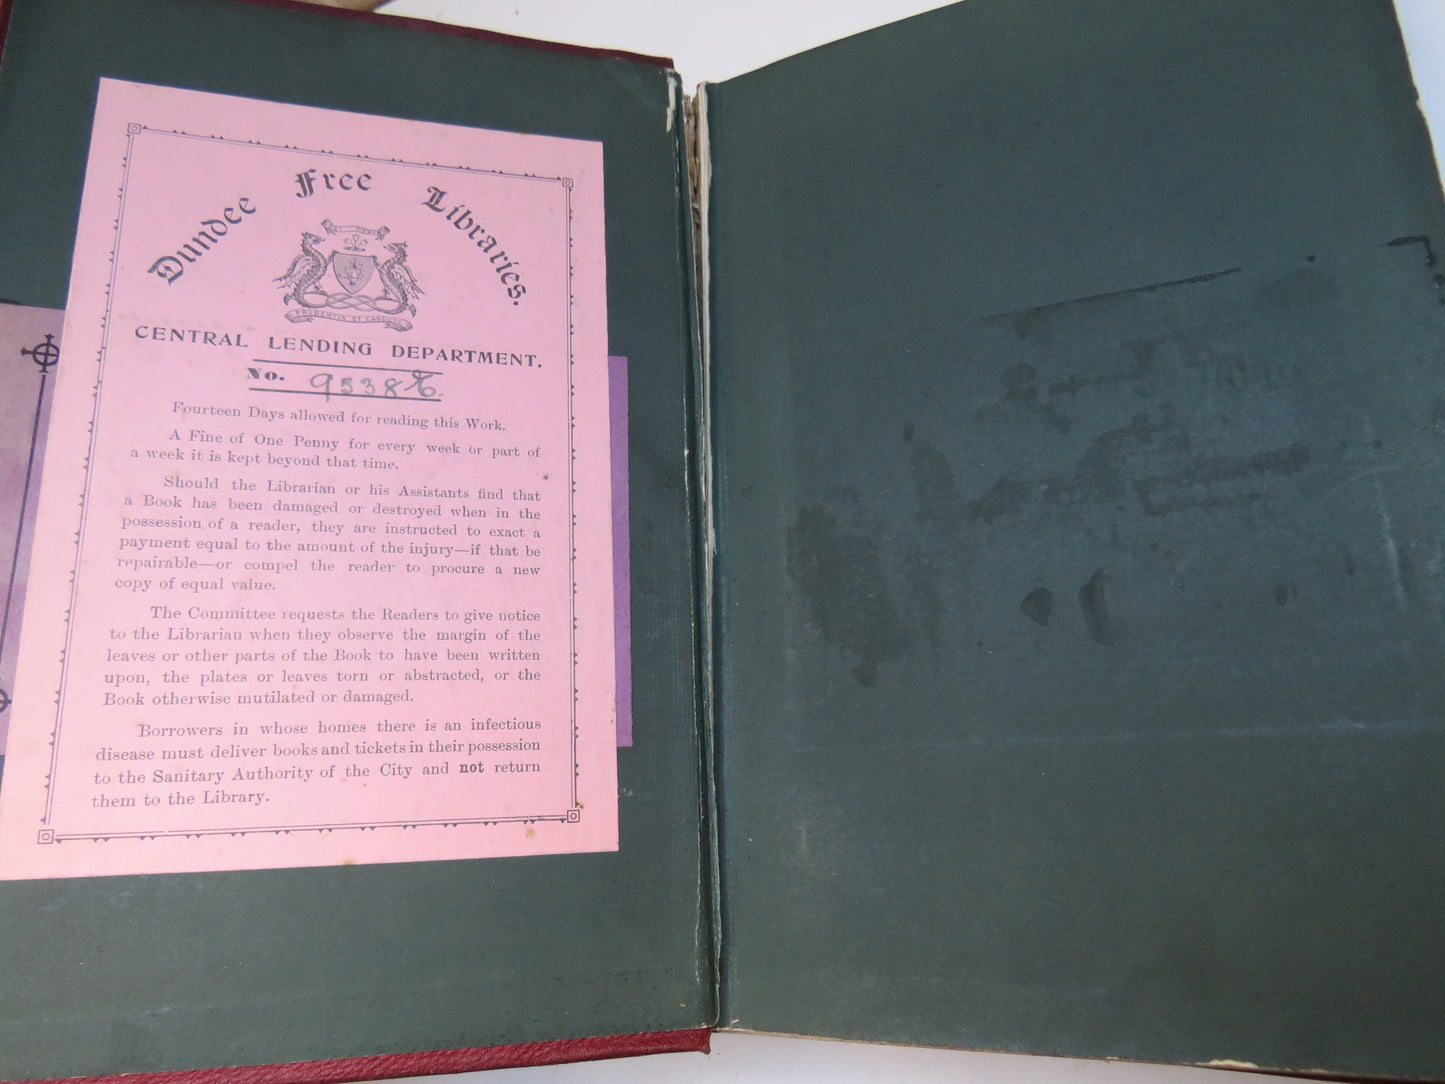 Dundee Free Libraries.
PRUDENTIA ET CANDORE
CENTRAL LENDING DEPARTMENT.
No. 95386
Fourteen Days allowed for reading this Work.
A Fine of One Penny for every week or part of
a week it is kept beyond that time.
Should the Librarian or his Assistants find that
a Book has been damaged or destroyed when in the
possession of a reader, they are instructed to exact a
payment equal to the amount of the injury—if that be
repairable—or compel the reader to procure a new
copy of equal value.
The Committee requests the Readers to give notice
to the Librarian when they observe the margin of the
leaves or other parts of the Book to have been written
upon, the plates or leaves torn or abstracted, or the
Book otherwise mutilated or damaged.
Borrowers in whose homes there is an infectious
disease must deliver books and tickets in their possession
to the Sanitary Authority of the City and not return
them to the Library.